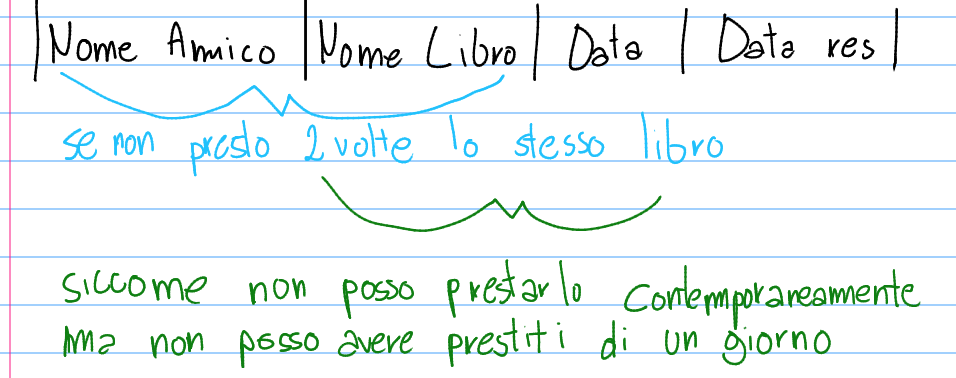 |Nome Amico |Nome Libro| Data | Data res|
se non presto 2 volte lo stesso libro
siccome non posso prestarlo contemporaneamente
ma non posso avere prestiti di un giorno